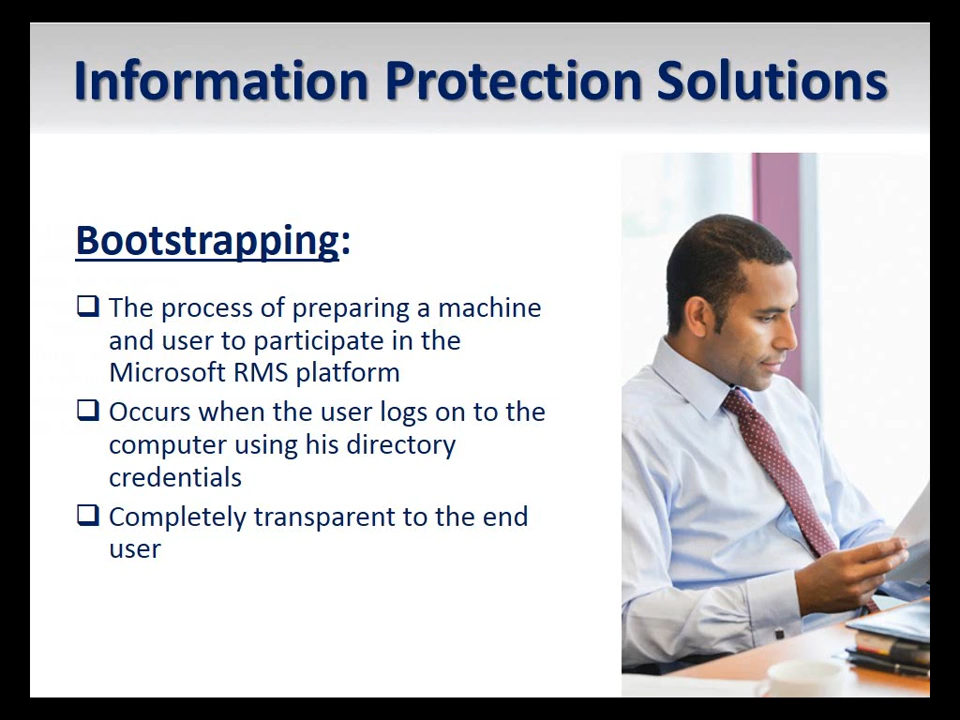 Information Protection Solutions
Bootstrapping:
The process of preparing a machine
and user to participate in the
Microsoft RMS platform
Occurs when the user logs on to the
computer using his directory
credentials
Completely transparent to the end
user